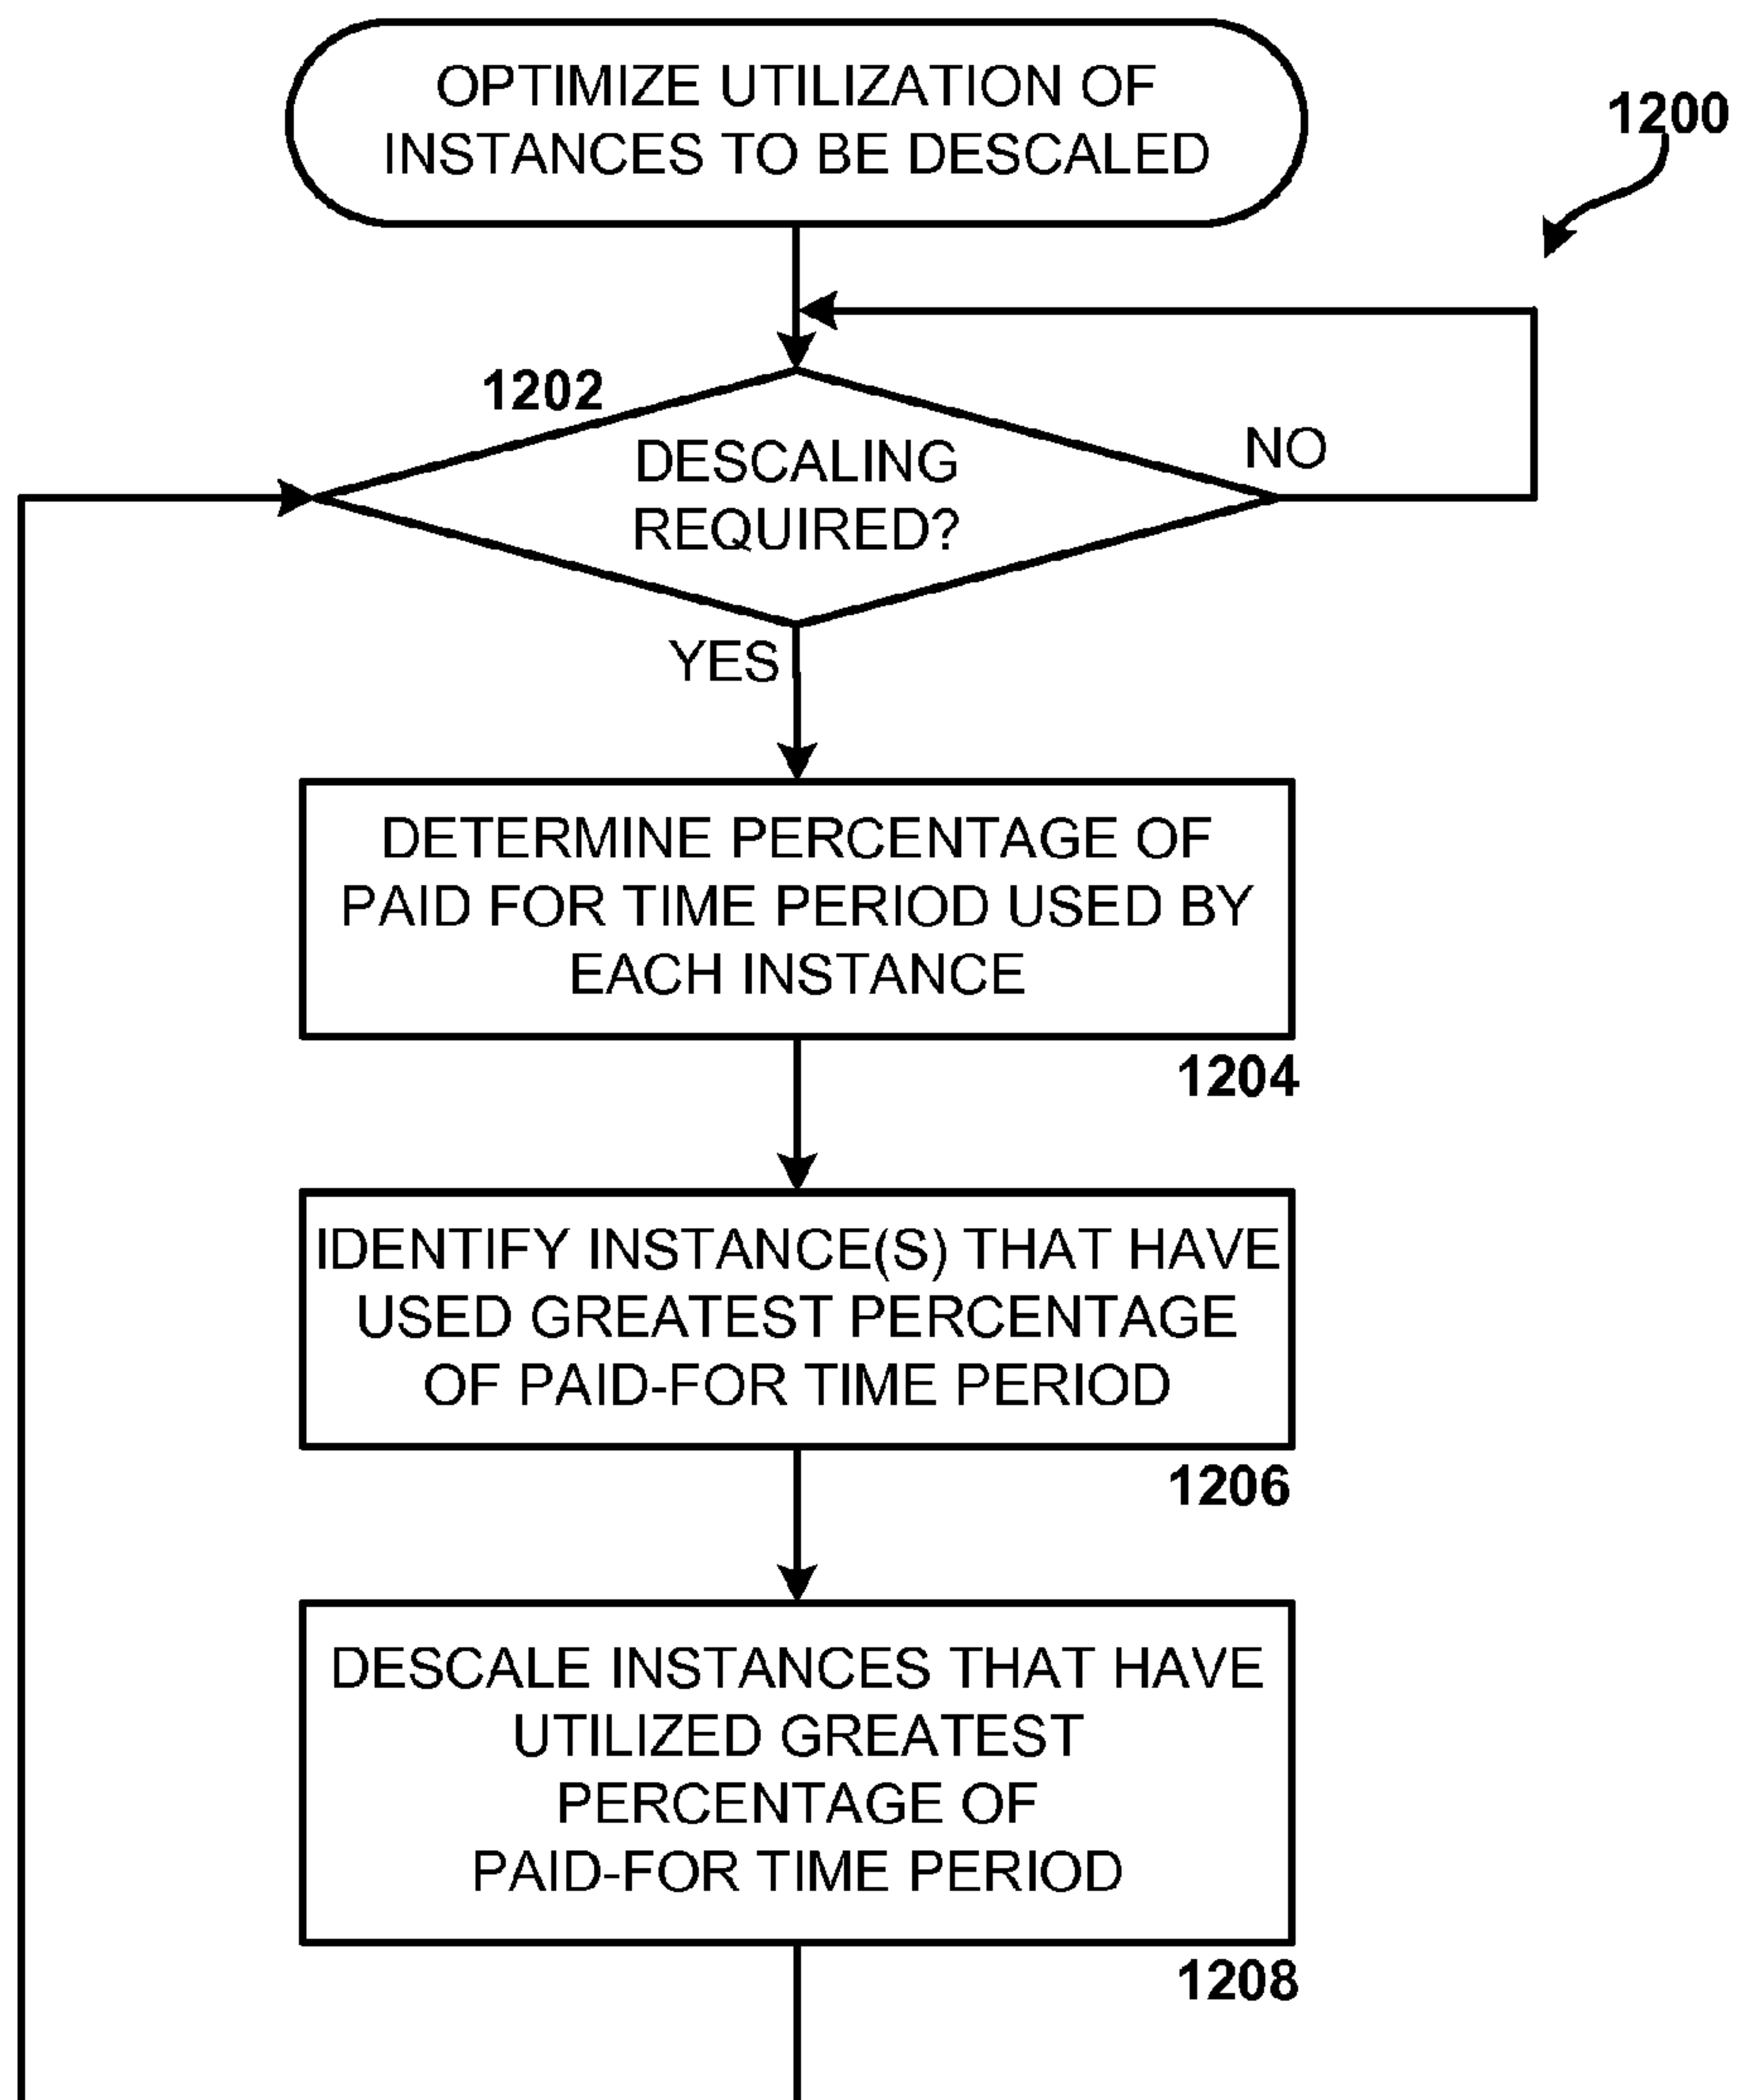 OPTIMIZE UTILIZATION OF
INSTANCES TO BE DESCALED
1200
1202
DESCALING
REQUIRED?
NO
YES
DETERMINE PERCENTAGE OF
PAID FOR TIME PERIOD USED BY
EACH INSTANCE
1204
IDENTIFY INSTANCE(S) THAT HAVE
USED GREATEST PERCENTAGE
OF PAID-FOR TIME PERIOD
1206
DESCALE INSTANCES THAT HAVE
UTILIZED GREATEST
PERCENTAGE OF
PAID-FOR TIME PERIOD
1208